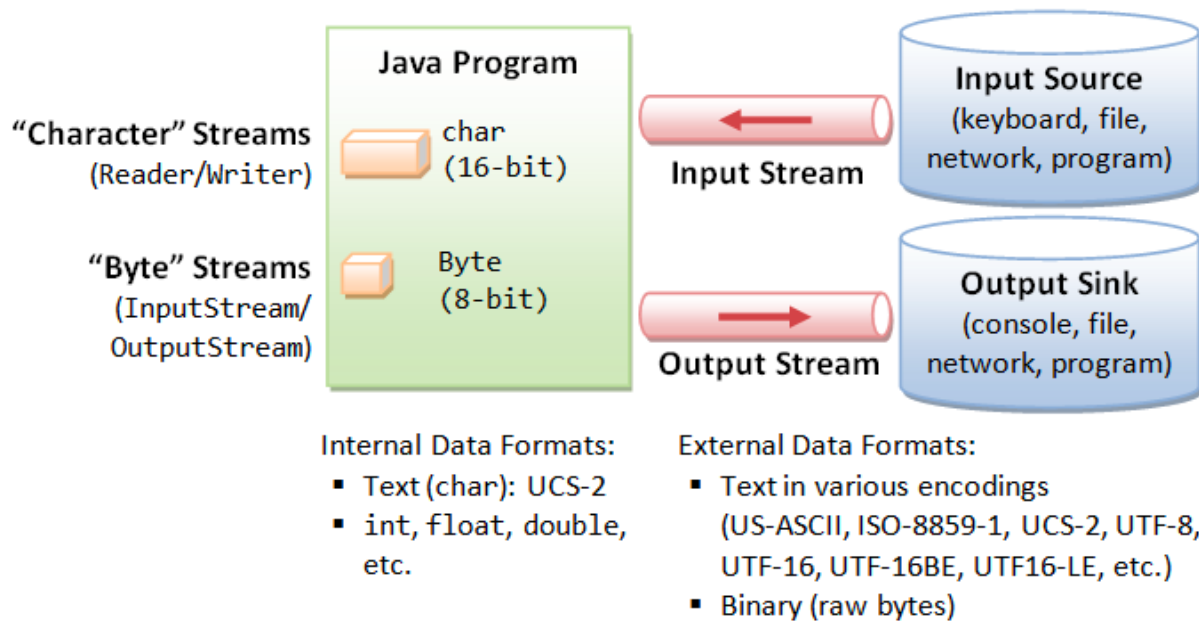 Java Program
“Character” Streams
(Reader/Writer)
char
(16-bit)
“Byte” Streams
(InputStream/
OutputStream)
Byte
(8-bit)
Input Stream
Output Stream
Input Source
(keyboard, file,
network, program)
Output Sink
(console, file,
network, program)
Internal Data Formats:
▪ Text (char): UCS-2
▪ int, float, double,
etc.
External Data Formats:
▪ Text in various encodings
(US-ASCII, ISO-8859-1, UCS-2, UTF-8,
UTF-16, UTF-16BE, UTF16-LE, etc.)
▪ Binary (raw bytes)